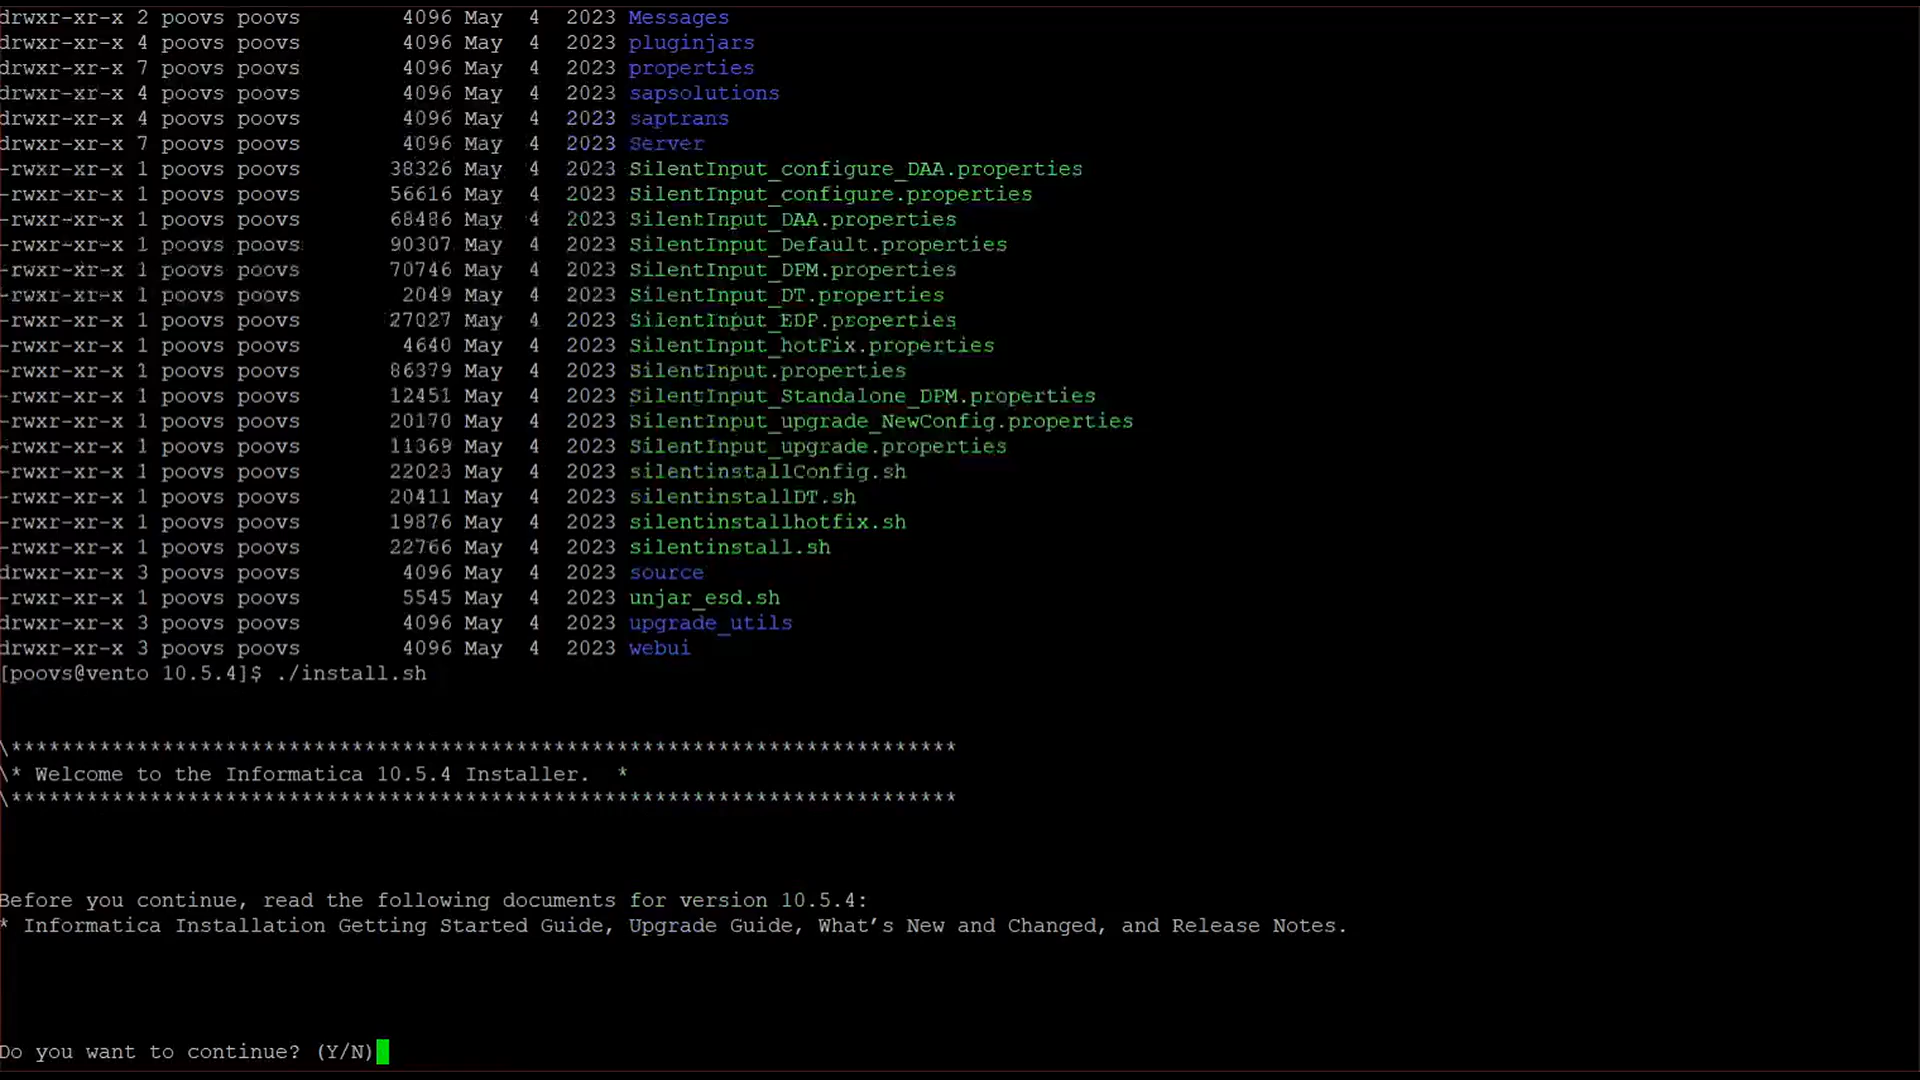 drwxr-xr-x 2 poovs poovs 4096 May 4 2023 Messages
drwxr-xr-x 4 poovs poovs 4096 May 4 2023 pluginjars
drwxr-xr-x 7 poovs poovs 4096 May 4 2023 properties
drwxr-xr-x 4 poovs poovs 4096 May 4 2023 sapsolutions
drwxr-xr-x 4 poovs poovs 4096 May 4 2023 saptrans
drwxr-xr-x 7 poovs poovs 4096 May 4 2023 Server
-rwxr-xr-x 1 poovs poovs 38326 May 4 2023 SilentInput_configure_DAA.properties
-rwxr-xr-x 1 poovs poovs 56616 May 4 2023 SilentInput_configure.properties
-rwxr-xr-x 1 poovs poovs 68486 May 4 2023 SilentInput_DAA.properties
-rwxr-xr-x 1 poovs poovs 90307 May 4 2023 SilentInput_Default.properties
-rwxr-xr-x 1 poovs poovs 70746 May 4 2023 SilentInput_DPM.properties
-rwxr-xr-x 1 poovs poovs 2049 May 4 2023 SilentInput_DT.properties
-rwxr-xr-x 1 poovs poovs 27027 May 4 2023 SilentInput_EDP.properties
-rwxr-xr-x 1 poovs poovs 4640 May 4 2023 SilentInput_hotFix.properties
-rwxr-xr-x 1 poovs poovs 86379 May 4 2023 SilentInput.properties
-rwxr-xr-x 1 poovs poovs 12451 May 4 2023 SilentInput_Standalone_DPM.properties
-rwxr-xr-x 1 poovs poovs 20170 May 4 2023 SilentInput_upgrade_NewConfig.properties
-rwxr-xr-x 1 poovs poovs 11369 May 4 2023 SilentInput_upgrade.properties
-rwxr-xr-x 1 poovs poovs 22023 May 4 2023 silentinstallConfig.sh
-rwxr-xr-x 1 poovs poovs 20411 May 4 2023 silentinstallDT.sh
-rwxr-xr-x 1 poovs poovs 19876 May 4 2023 silentinstallhotfix.sh
-rwxr-xr-x 1 poovs poovs 22766 May 4 2023 silentinstall.sh
drwxr-xr-x 3 poovs poovs 4096 May 4 2023 source
-rwxr-xr-x 1 poovs poovs 5545 May 4 2023 unjar_esd.sh
drwxr-xr-x 3 poovs poovs 4096 May 4 2023 upgrade_utils
drwxr-xr-x 3 poovs poovs 4096 May 4 2023 webui
[poovs@vento 10.5.4]$ ./install.sh
\***************************************************************************
\* Welcome to the Informatica 10.5.4 Installer.  *
\***************************************************************************
Before you continue, read the following documents for version 10.5.4:
* Informatica Installation Getting Started Guide, Upgrade Guide, What’s New and Changed, and Release Notes.
Do you want to continue? (Y/N)